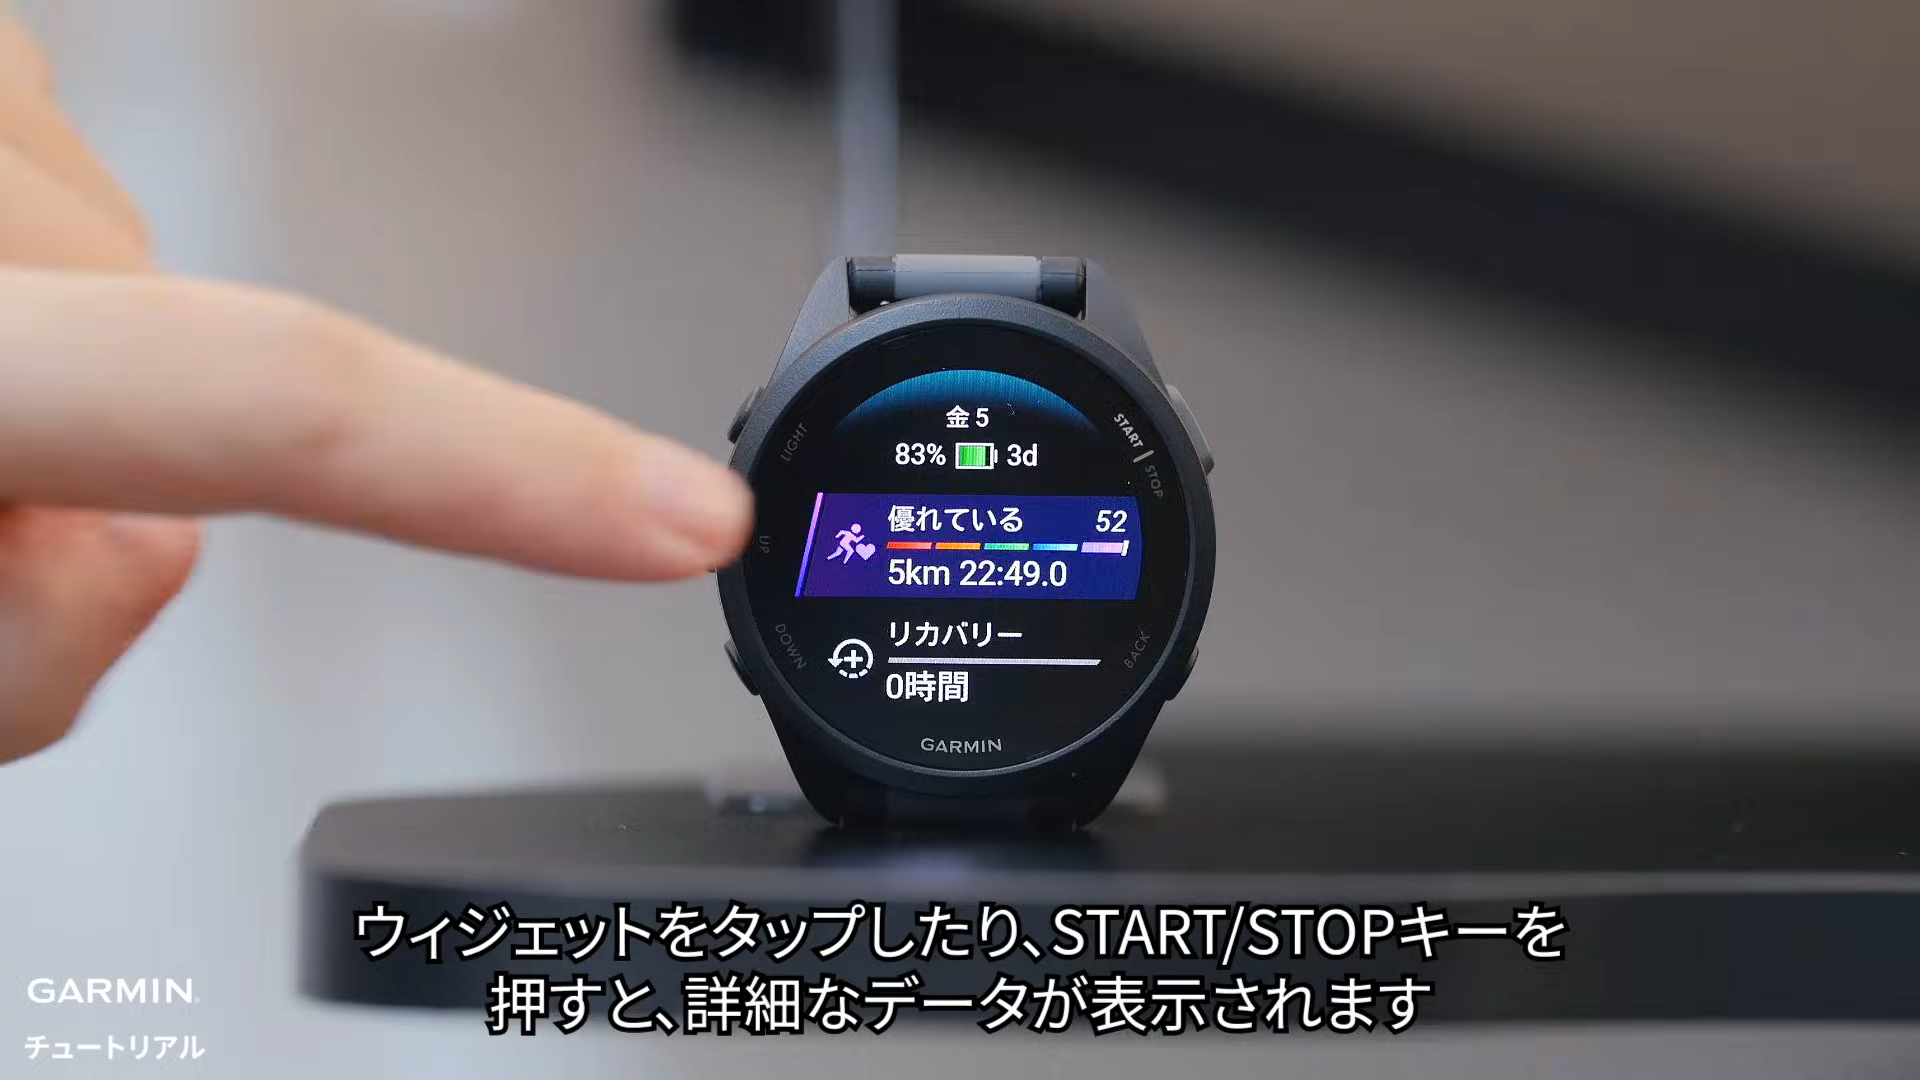 金 5
83% 3d
優れている 52
5km 22:49.0
リカバリー
0時間
LIGHT
UP
DOWN
START
STOP
BACK
GARMIN
ウィジェットをタップしたり、START/STOPキーを
押すと、詳細なデータが表示されます
GARMIN.
チュートリアル